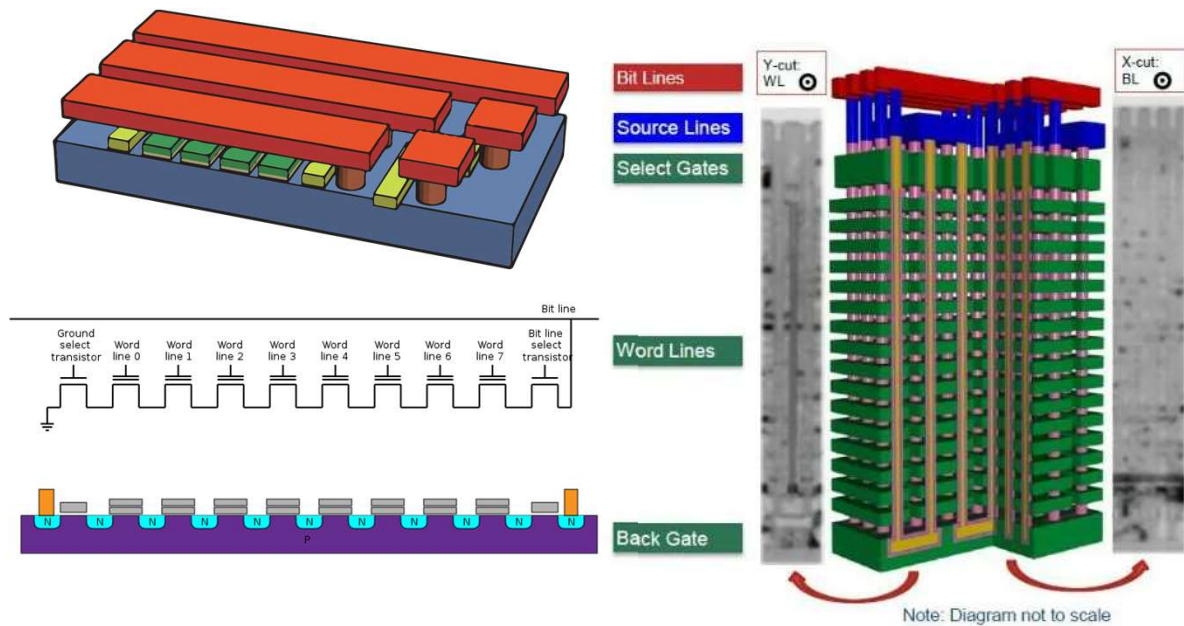 Bit line
Ground
select
transistor
Word
line 0
Word
line 1
Word
line 2
Word
line 3
Word
line 4
Word
line 5
Word
line 6
Word
line 7
Bit line
select
transistor
N
N
N
N
N
N
N
N
N
N
N
P
Bit Lines
Source Lines
Select Gates
Word Lines
Back Gate
Y-cut:
WL
X-cut:
BL
Note: Diagram not to scale